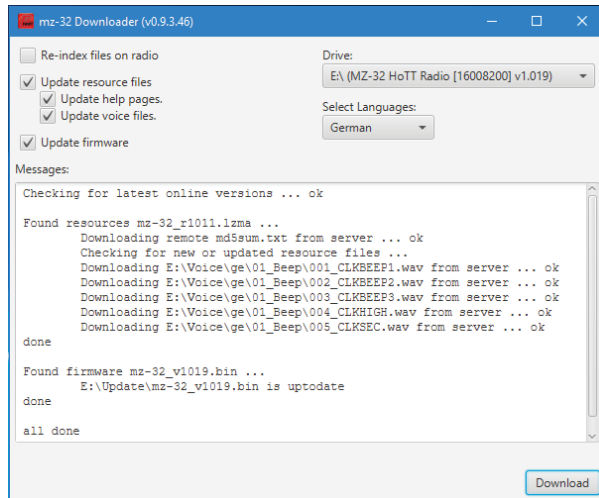 mz-32 Downloader (v0.9.3.46)
Re-index files on radio
Update resource files
Update help pages.
Update voice files.
Update firmware
Drive:
E:\ (MZ-32 HoTT Radio [16008200] v1.019)
Select Languages:
German
Messages:
Checking for latest online versions ... ok
Found resources mz-32_r1011.lzma ...
Downloading remote md5sum.txt from server ... ok
Checking for new or updated resource files ...
Downloading E:\Voice\ge\01_Beep\001_CLKBEEP1.wav from server ... ok
Downloading E:\Voice\ge\01_Beep\002_CLKBEEP2.wav from server ... ok
Downloading E:\Voice\ge\01_Beep\003_CLKBEEP3.wav from server ... ok
Downloading E:\Voice\ge\01_Beep\004_CLKHIGH.wav from server ... ok
Downloading E:\Voice\ge\01_Beep\005_CLKSEC.wav from server ... ok
done
Found firmware mz-32_v1019.bin ...
E:\Update\mz-32_v1019.bin is uptodate
done
all done
Download